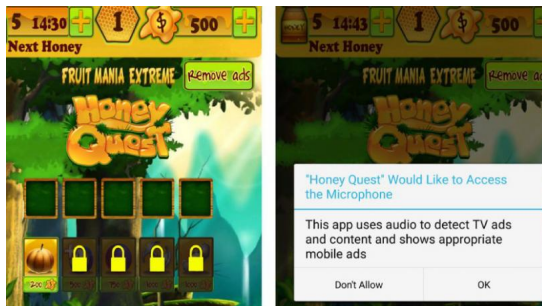 5 14:30 1 500
Next Honey
FRUIT MANIA EXTREME Remove ads
Honey
Quest
200
5 14:43 1 500
Next Honey
FRUIT MANIA EXTREME Remove ad
Honey
Quest
"Honey Quest" Would Like to Access
the Microphone
This app uses audio to detect TV ads
and content and shows appropriate
mobile ads
Don't Allow OK